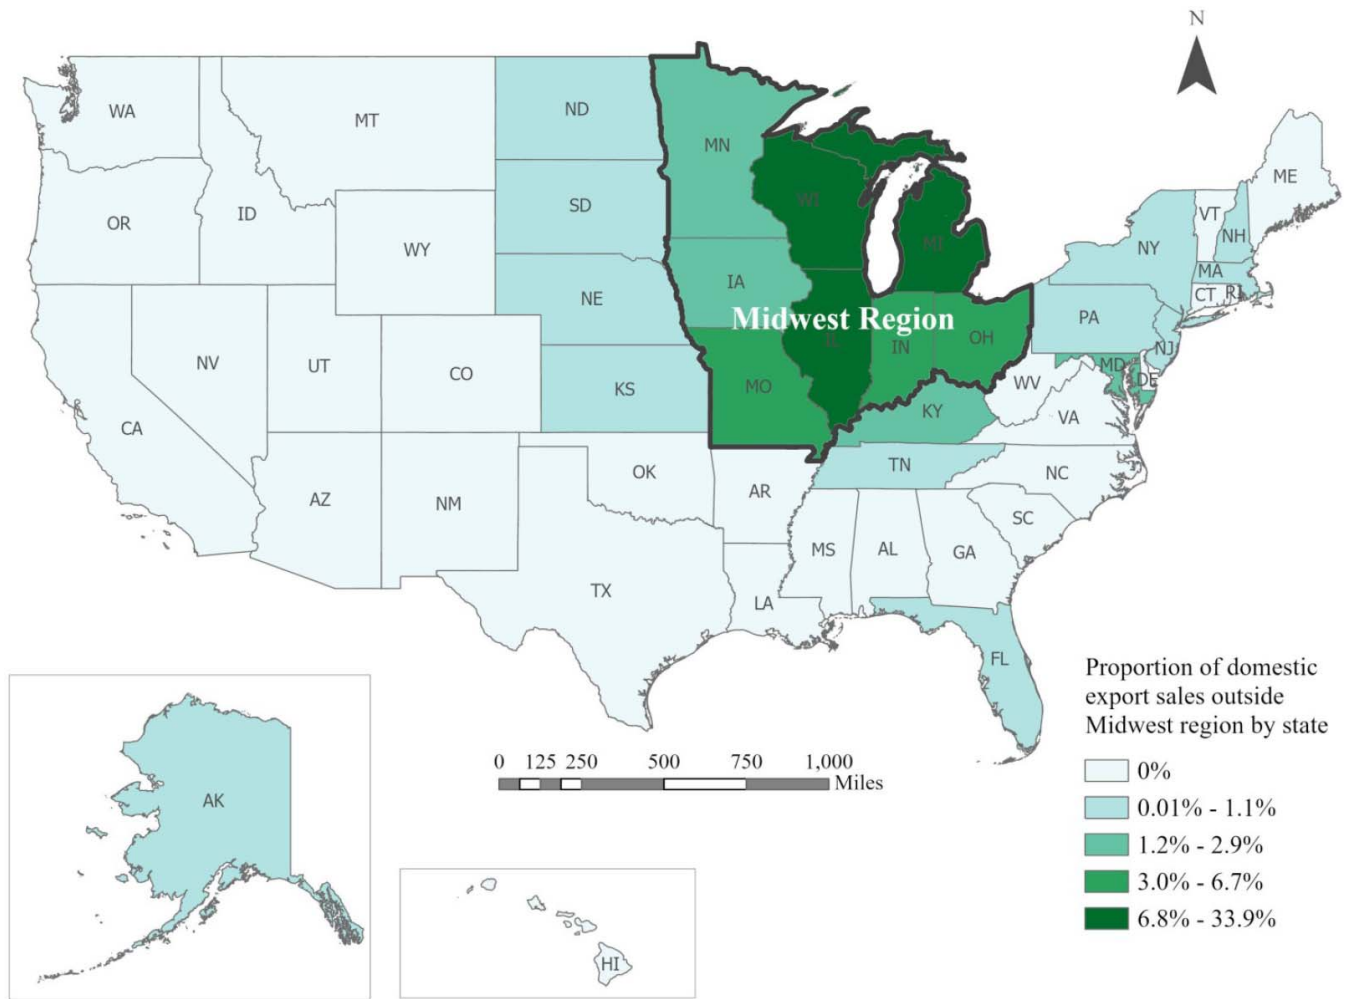 N
WA
MT
ND
MN
ME
OR
ID
WY
SD
WI
MI
VT
NH
NY
MA
CT
RI
NE
IA
PA
NV
UT
CO
Midwest Region
IL
IN
OH
NJ
MD
DE
CA
KS
MO
WV
KY
VA
AZ
NM
OK
AR
TN
NC
SC
MS
AL
GA
TX
LA
FL
AK
HI
0 125 250 500 750 1,000
Miles
Proportion of domestic
export sales outside
Midwest region by state
0%
0.01% - 1.1%
1.2% - 2.9%
3.0% - 6.7%
6.8% - 33.9%